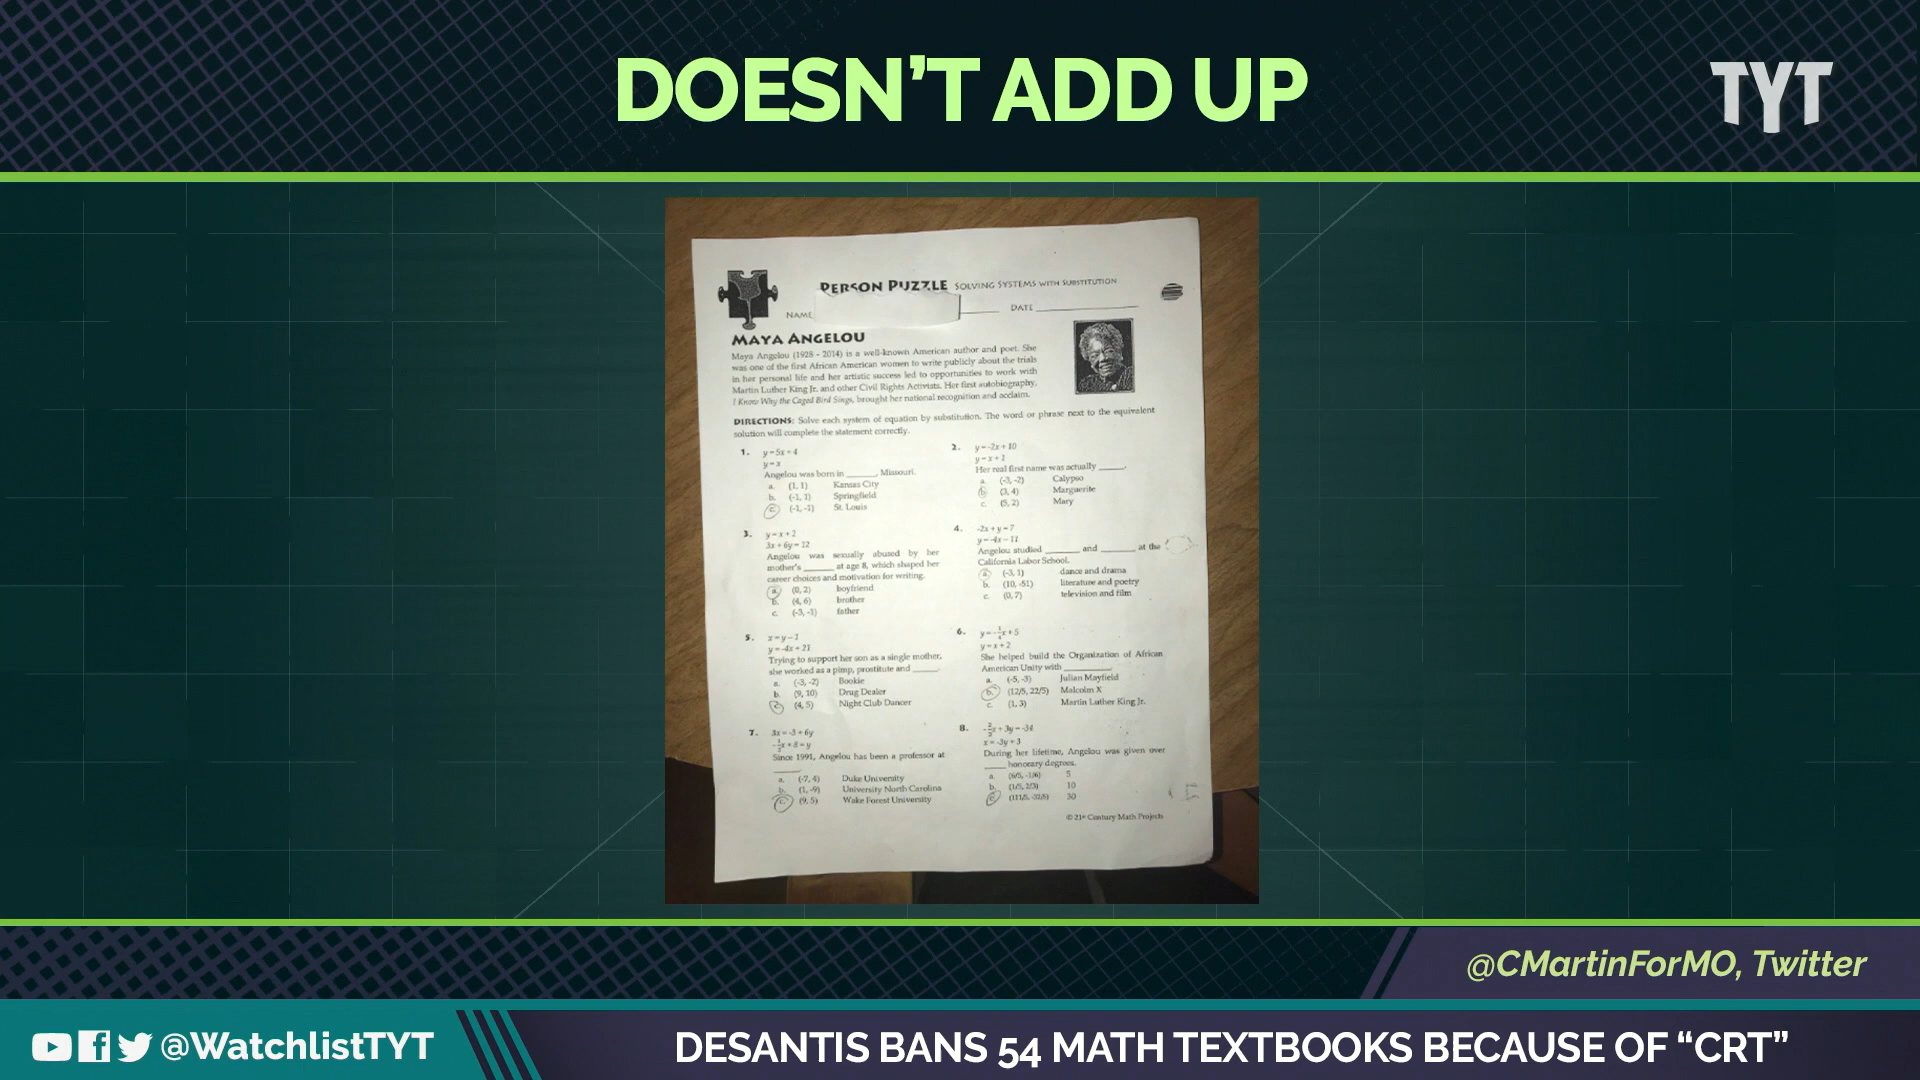 DOESN'T ADD UP
TYT
PERSON PUZZLE SOLVING SYSTEMS WITH SUBSTITUTION
NAME DATE
MAYA ANGELOU
Maya Angelou (1928 - 2014) is a well-known American author and poet. She
was one of the first African American women to write publicly about the trials
in her personal life and her artistic success led to opportunities to work with
Martin Luther King Jr. and other Civil Rights Activists. Her first autobiography,
I Know Why the Caged Bird Sings, brought her national recognition and acclaim.
DIRECTIONS: Solve each system of equation by substitution. The word or phrase next to the equivalent
solution will complete the statement correctly.
1. y = 5x + 4
y = x
Angelou was born in ______, Missouri.
a. (1, 1) Kansas City
b. (-1, 1) Springfield
c. (-1, -1) St. Louis
2. y = -2x + 10
y = x + 1
Her real first name was actually _____.
a. (-3, -2) Calypso
b. (3, 4) Marguerite
c. (5, 2) Mary
3. y = x + 2
3x + 6y = 12
Angelou was sexually abused by her
mother's ______ at age 8, which shaped her
career choices and motivation for writing.
a. (0, 2) boyfriend
b. (4, 6) brother
c. (-3, -1) father
4. -2x + y = 7
y = -4x - 11
Angelou studied _______ and _______ at the
California Labor School.
a. (-3, 1) dance and drama
b. (10, -51) literature and poetry
c. (0, 7) television and film
5. x = y - 1
y = -4x + 21
Trying to support her son as a single mother,
she worked as a pimp, prostitute and _____.
a. (-3, -2) Bookie
b. (9, 10) Drug Dealer
c. (4, 5) Night Club Dancer
6. y = x + 5
y = x + 2
She helped build the Organization of African
American Unity with _________.
a. (-5, -3) Julian Mayfield
b. (12/5, 22/5) Malcolm X
c. (1, 3) Martin Luther King Jr.
7. 3x = -3 + 6y
x + 8 = y
Since 1991, Angelou has been a professor at
______.
a. (-7, 4) Duke University
b. (1, -9) University North Carolina
c. (9, 5) Wake Forest University
8. x + 3y = -34
x = -3y + 3
During her lifetime, Angelou was given over
_____ honorary degrees.
a. 5
b. (1/5, 2/3) 10
c. 30
© 21st Century Math Projects
@CMartinForMO, Twitter
@WatchlistTYT
DESANTIS BANS 54 MATH TEXTBOOKS BECAUSE OF “CRT”